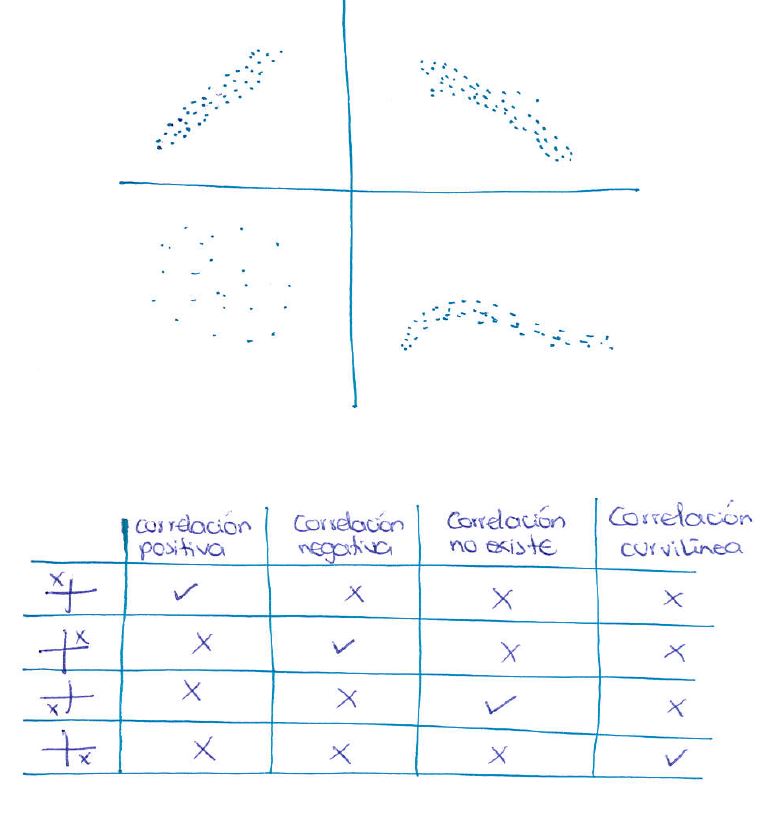 correlación positiva
Correlación negativa
Correlación no existe
Correlación curvilínea
x ✓ x x x
x x ✓ x x
x x x ✓ x
x x x x ✓